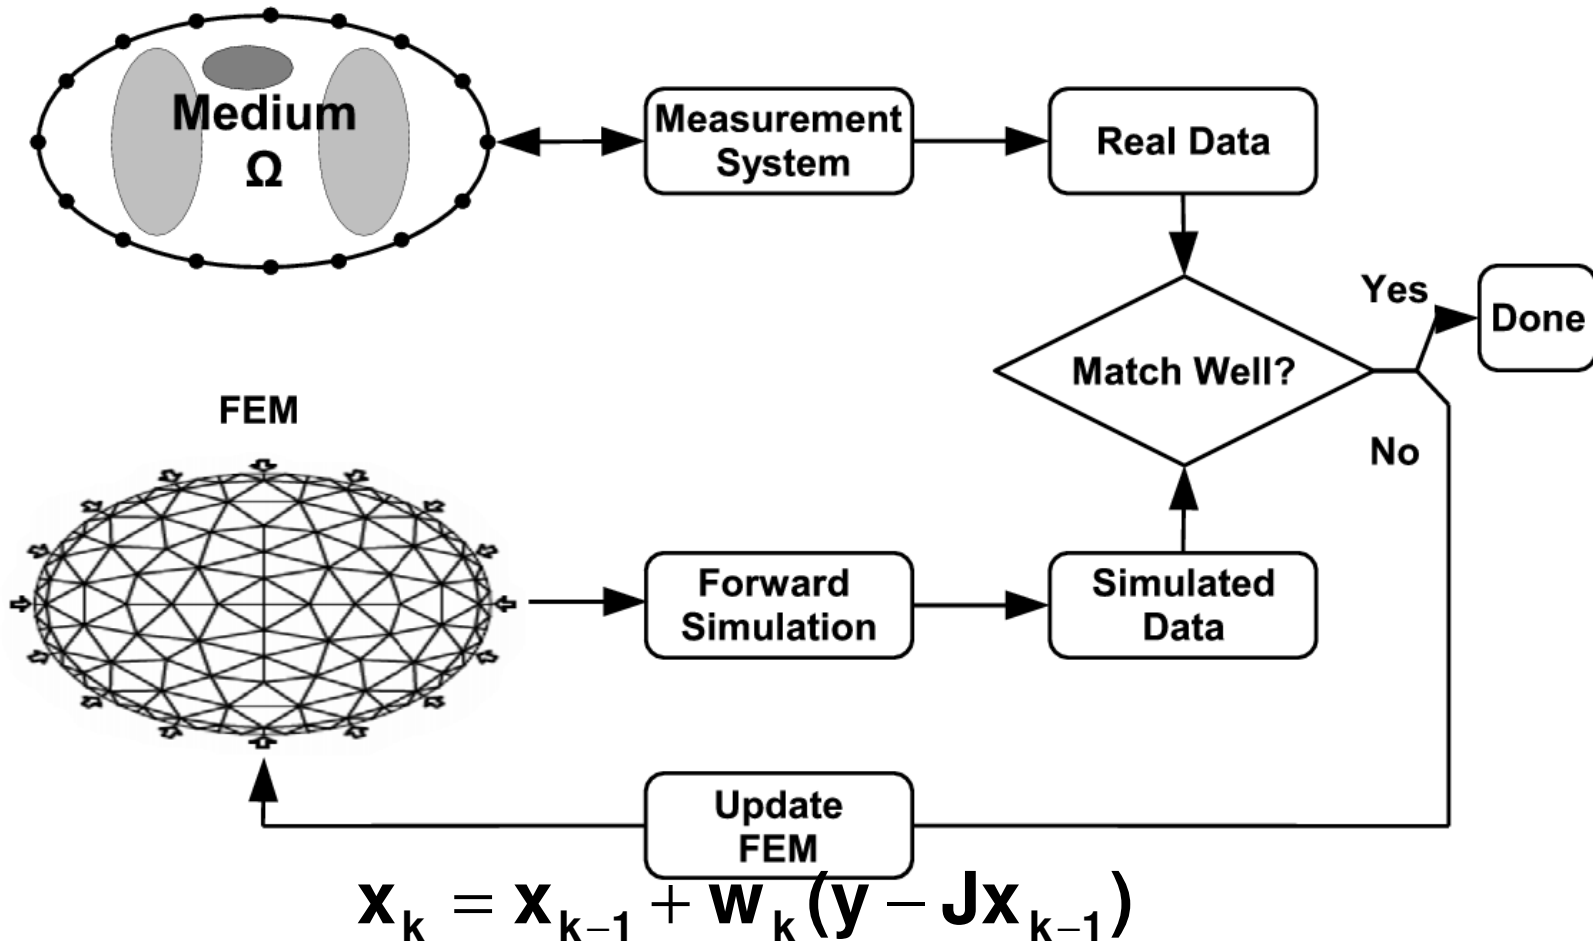 Medium
Ω
Measurement
System
Real Data
Match Well?
Yes
Done
No
FEM
Forward
Simulation
Simulated
Data
Update
FEM
x_k = x_{k-1} + w_k (y - Jx_{k-1})